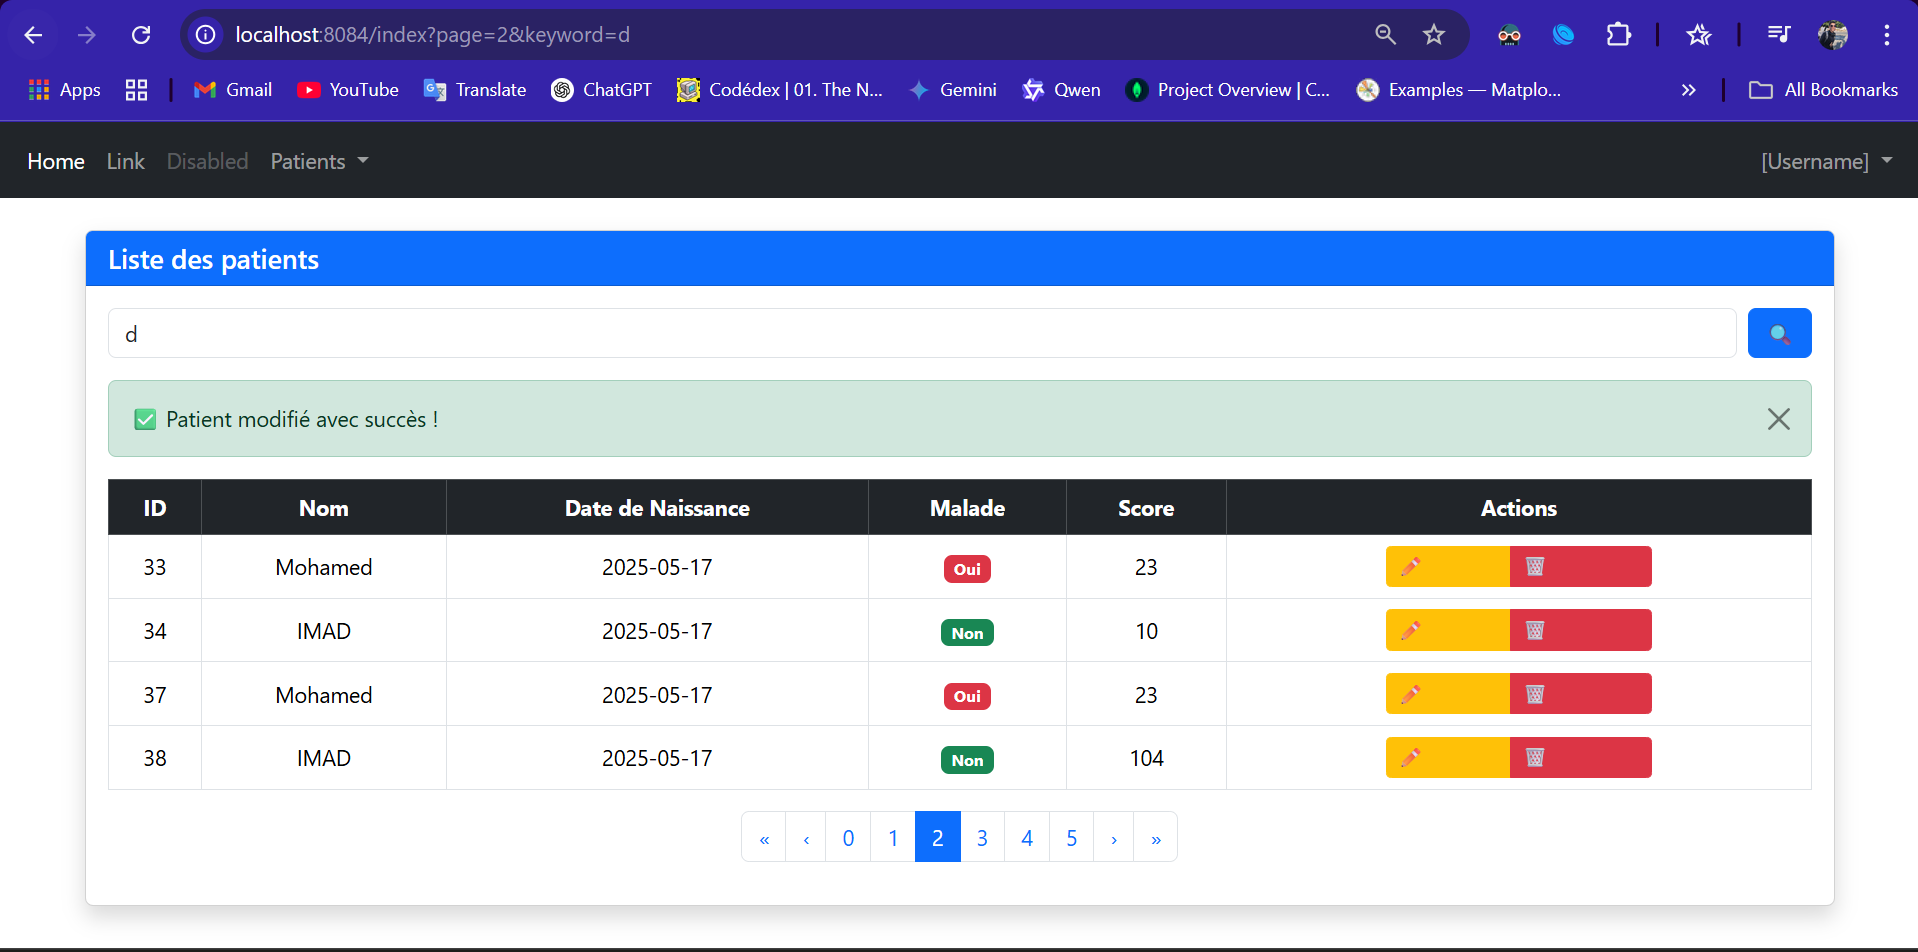 localhost:8084/index?page=2&keyword=d
Apps Gmail YouTube Translate ChatGPT Codédex | 01. The N... Gemini Qwen Project Overview | C... Examples — Matplo... » All Bookmarks
Home Link Disabled Patients [Username]
Liste des patients
d
Patient modifié avec succès !
ID Nom Date de Naissance Malade Score Actions
33 Mohamed 2025-05-17 Oui 23
34 IMAD 2025-05-17 Non 10
37 Mohamed 2025-05-17 Oui 23
38 IMAD 2025-05-17 Non 104
« ‹ 0 1 2 3 4 5 › »